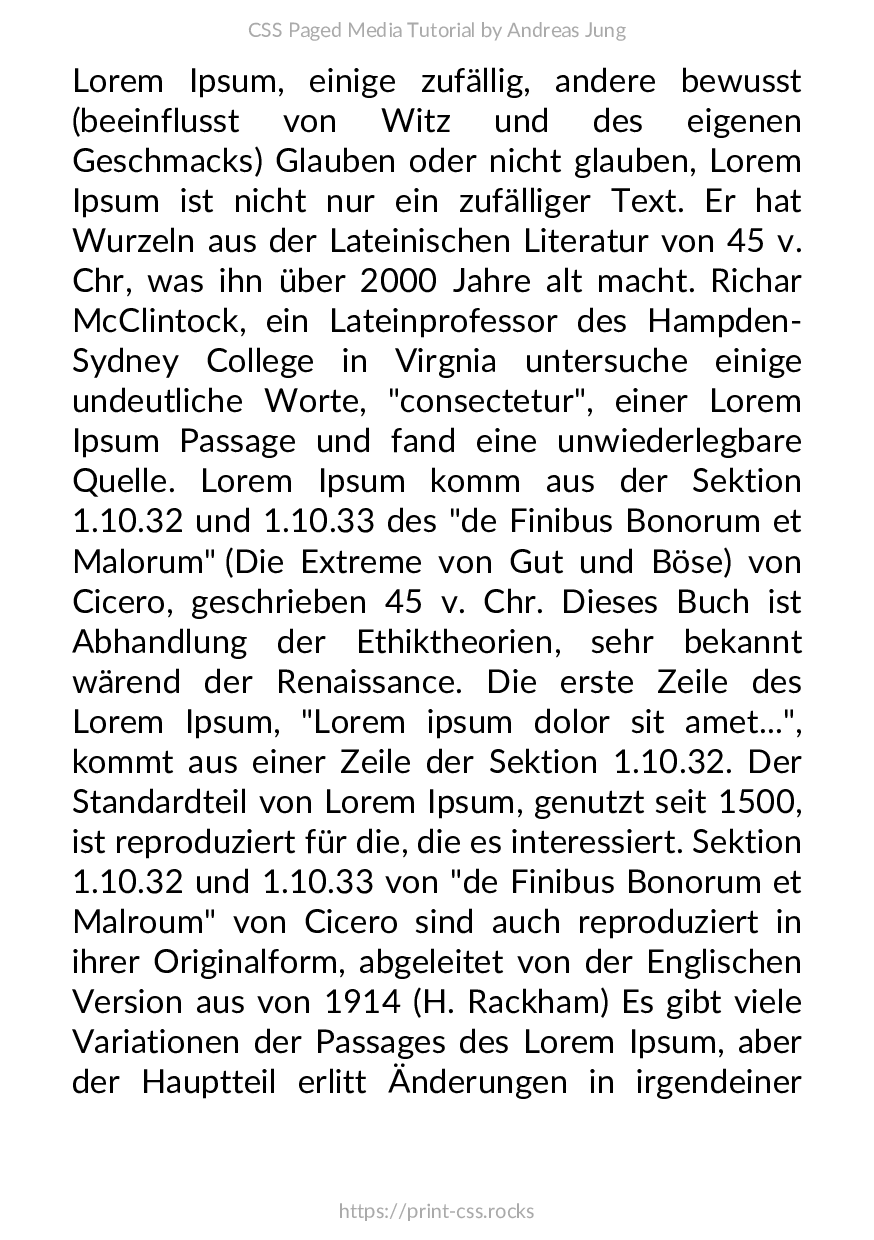 CSS Paged Media Tutorial by Andreas Jung
Lorem Ipsum, einige zufällig, andere bewusst
(beeinflusst von Witz und des eigenen
Geschmacks) Glauben oder nicht glauben, Lorem
Ipsum ist nicht nur ein zufälliger Text. Er hat
Wurzeln aus der Lateinischen Literatur von 45 v.
Chr, was ihn über 2000 Jahre alt macht. Richar
McClintock, ein Lateinprofessor des Hampden-
Sydney College in Virgnia untersuche einige
undeutliche Worte, "consectetur", einer Lorem
Ipsum Passage und fand eine unwiederlegbare
Quelle. Lorem Ipsum komm aus der Sektion
1.10.32 und 1.10.33 des "de Finibus Bonorum et
Malorum" (Die Extreme von Gut und Böse) von
Cicero, geschrieben 45 v. Chr. Dieses Buch ist
Abhandlung der Ethiktheorien, sehr bekannt
wärend der Renaissance. Die erste Zeile des
Lorem Ipsum, "Lorem ipsum dolor sit amet...",
kommt aus einer Zeile der Sektion 1.10.32. Der
Standardteil von Lorem Ipsum, genutzt seit 1500,
ist reproduziert für die, die es interessiert. Sektion
1.10.32 und 1.10.33 von "de Finibus Bonorum et
Malroum" von Cicero sind auch reproduziert in
ihrer Originalform, abgeleitet von der Englischen
Version aus von 1914 (H. Rackham) Es gibt viele
Variationen der Passages des Lorem Ipsum, aber
der Hauptteil erlitt Änderungen in irgendeiner
https://print-css.rocks